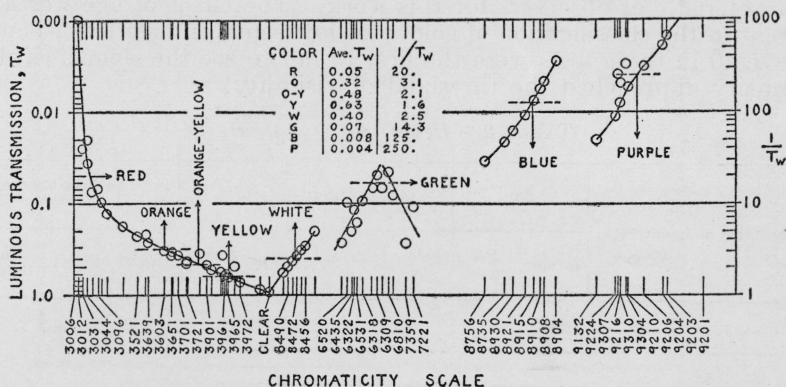 LUMINOUS TRANSMISSION, Tw
0.001
0.01
0.1
1.0
1000
100
10
1
1/Tw
COLOR Ave. Tw 1/Tw
R 0.05 20.
O 0.32 3.1
O-Y 0.48 2.1
Y 0.63 1.6
W 0.40 2.5
G 0.07 14.3
B 0.008 125.
P 0.004 250.
RED
ORANGE
ORANGE-YELLOW
YELLOW
WHITE
GREEN
BLUE
PURPLE
3006
3012
3031
3044
3096
3521
3639
3603
3651
3701
3721
3901
3961
3965
3972
CLEAR
8490
8472
8456
6520
6435
6322
6531
6318
6309
6810
7359
7221
8756
8735
8930
8921
8915
8910
8908
8904
9132
9224
9307
9216
9310
9304
9210
9206
9204
9203
9201
CHROMATICITY SCALE